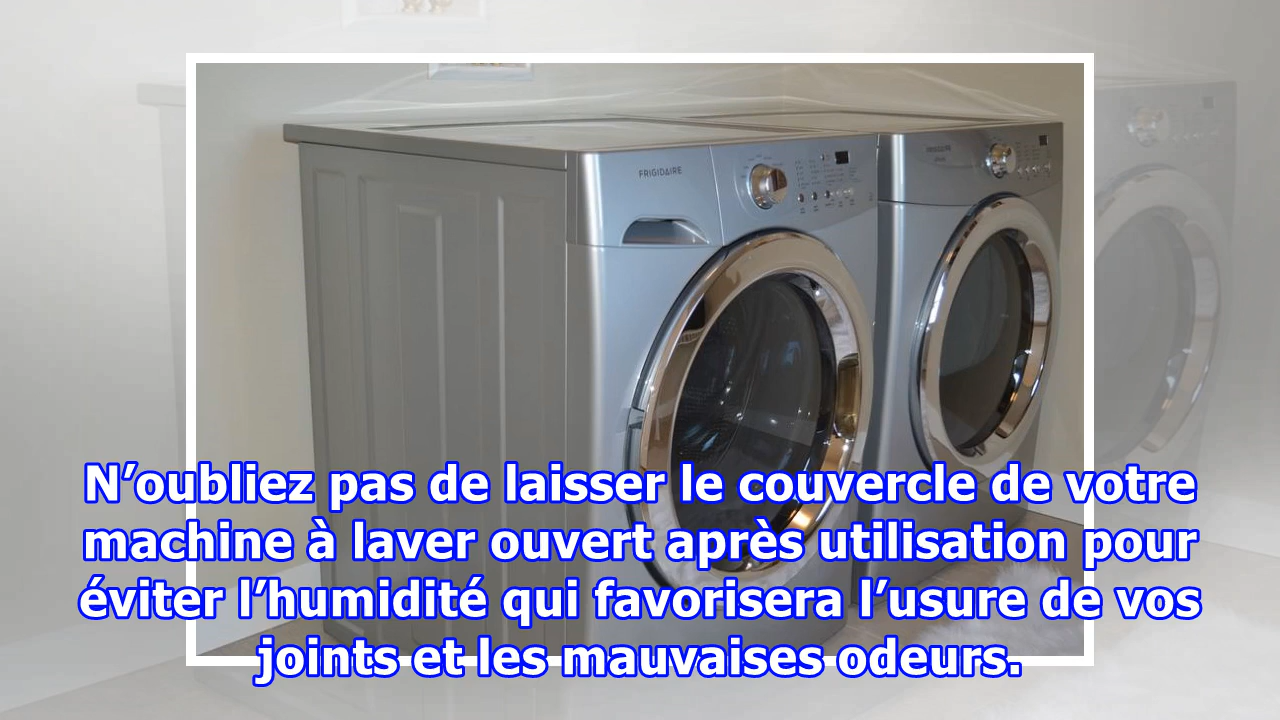 FRIGIDAIRE
N’oubliez pas de laisser le couvercle de votre
machine à laver ouvert après utilisation pour
éviter l’humidité qui favorisera l’usure de vos
joints et les mauvaises odeurs.